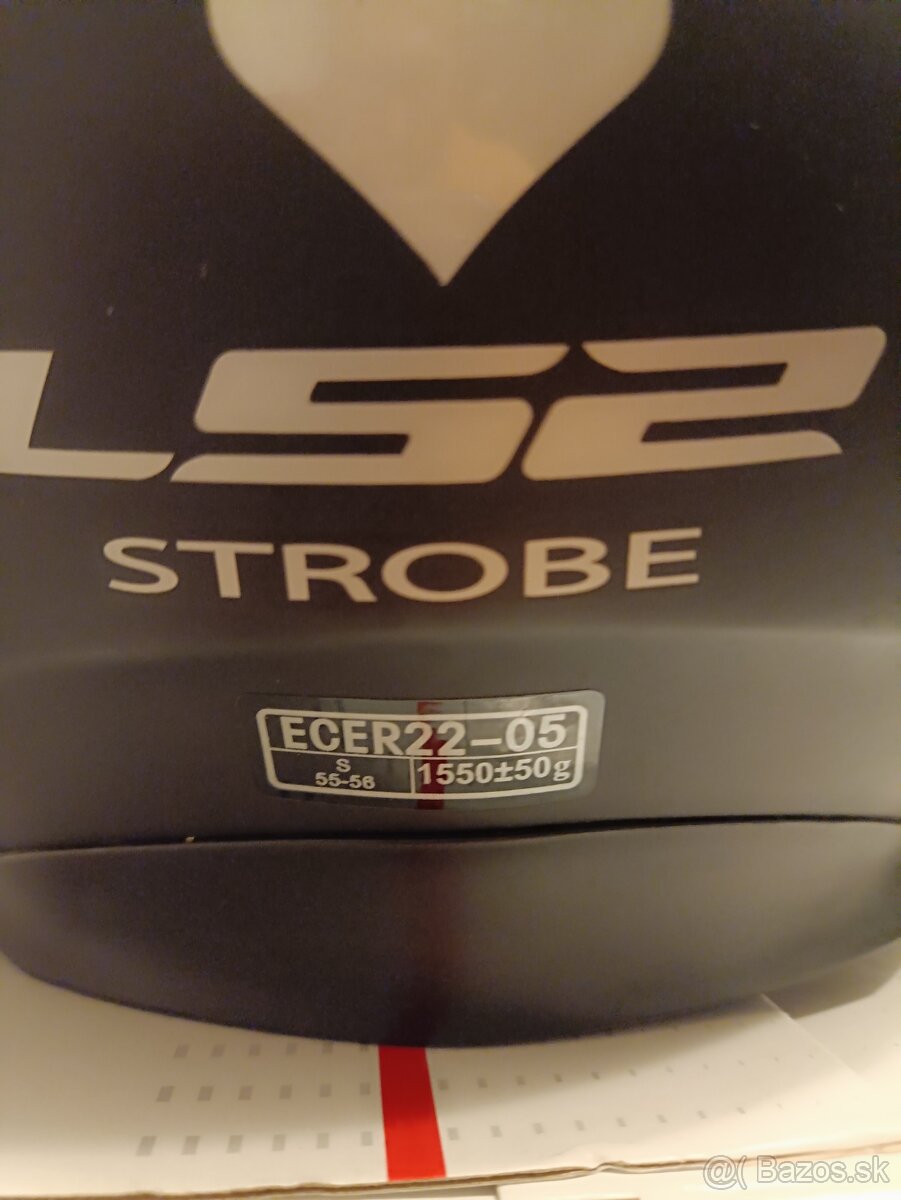 LS2
STROBE
ECER22-05
S
55-56
1550±50g
@( Bazos.sk